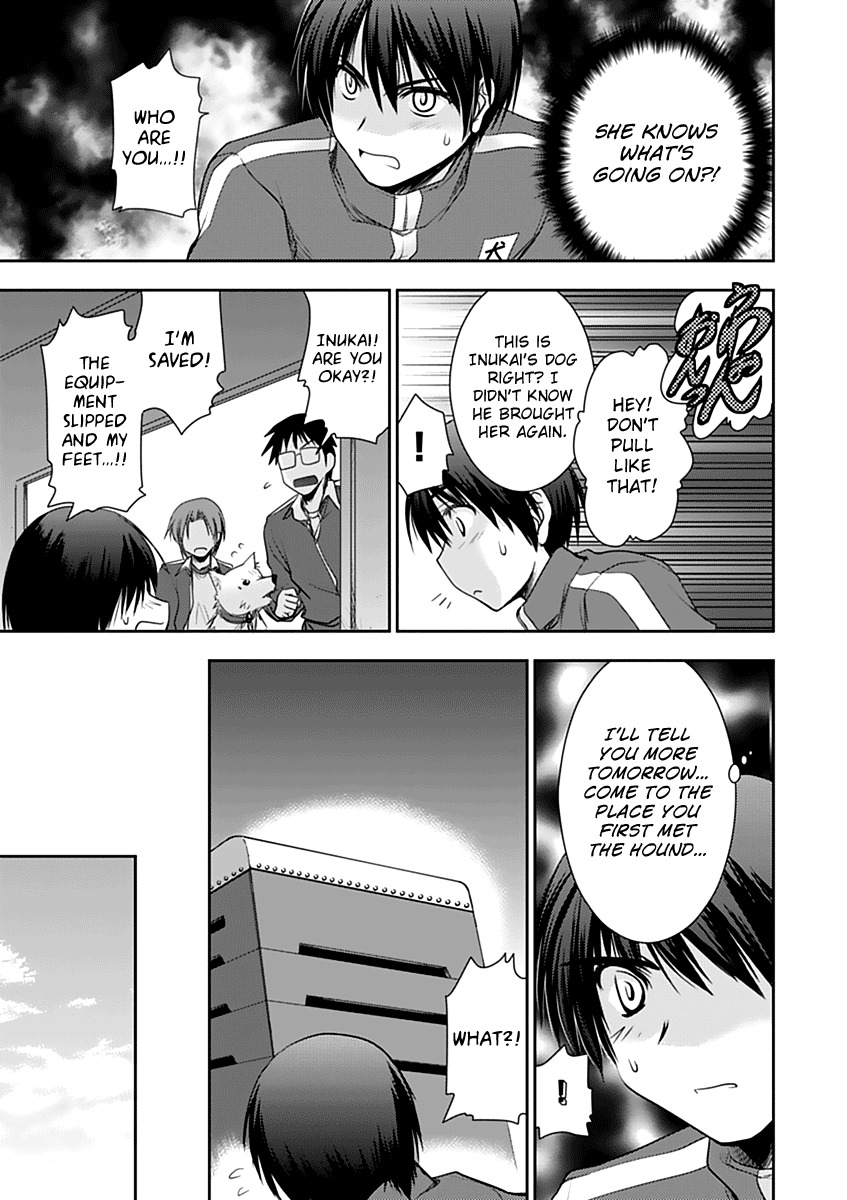 SHE KNOWS
WHAT'S
GOING ON?!
WHO
ARE
YOU...!!
犬
HEY!
DON'T
PULL
LIKE
THAT!
THIS IS
INUKAI'S DOG
RIGHT? I
DIDN'T KNOW
HE BROUGHT
HER AGAIN.
!
INUKAI!
ARE YOU
OKAY?!
I'M
SAVED!
THE
EQUIP-
MENT
SLIPPED
AND MY
FEET...!!
I'LL TELL
YOU MORE
TOMORROW...
COME TO THE
PLACE YOU
FIRST MET
THE HOUND...
!
WHAT?!